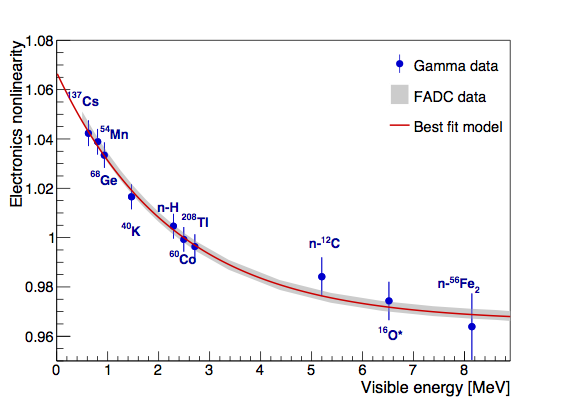 Electronics nonlinearity
1.08
1.06
1.04
1.02
1
0.98
0.96
Gamma data
FADC data
Best fit model
¹³⁷Cs
⁵⁴Mn
⁶⁸Ge
⁴⁰K
n-H
²⁰⁸Tl
⁶⁰Co
n-¹²C
¹⁶O*
n-⁵⁶Fe₂
0 1 2 3 4 5 6 7 8
Visible energy [MeV]